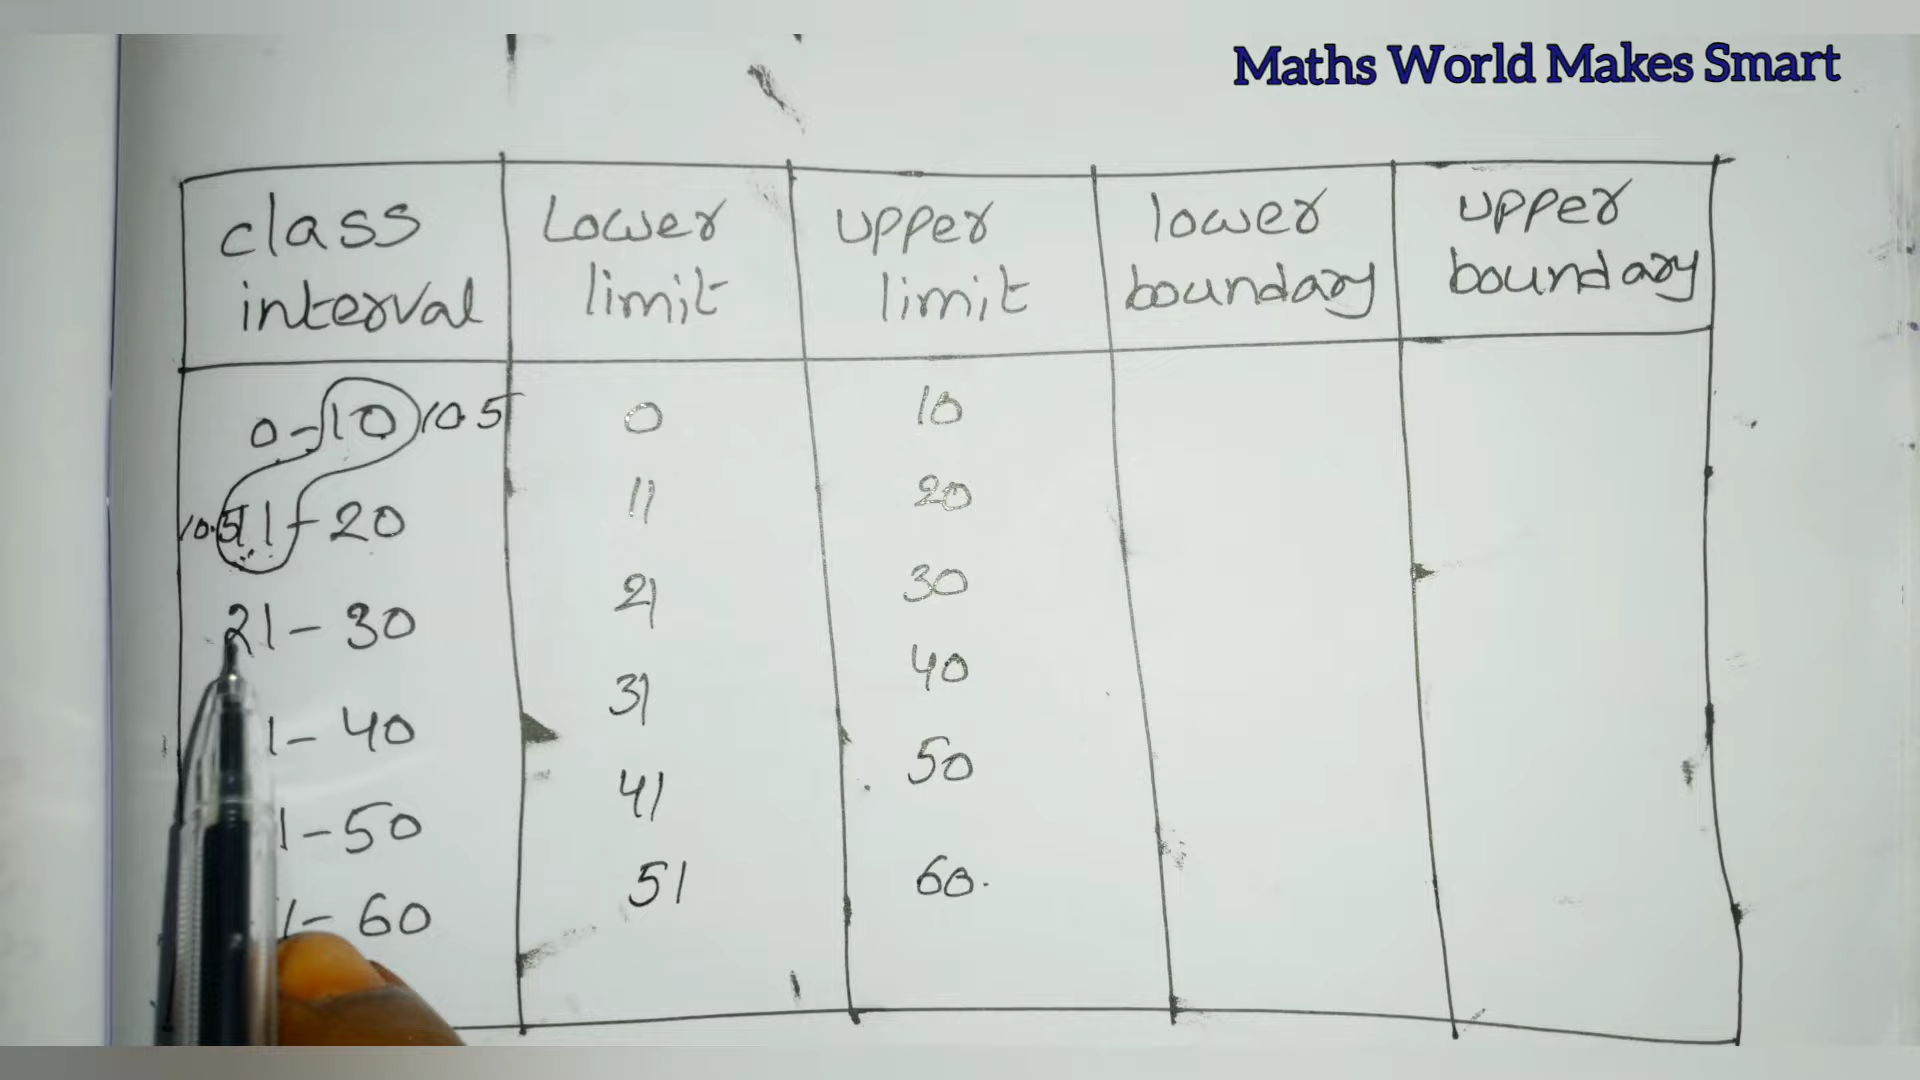 Maths World Makes Smart
class interval
Lower limit
upper limit
lower boundary
upper boundary
0-10 10.5 0 10
10.5 11-20 11 20
21-30 21 30
1-40 31 40
1-50 41 50
1-60 51 60.